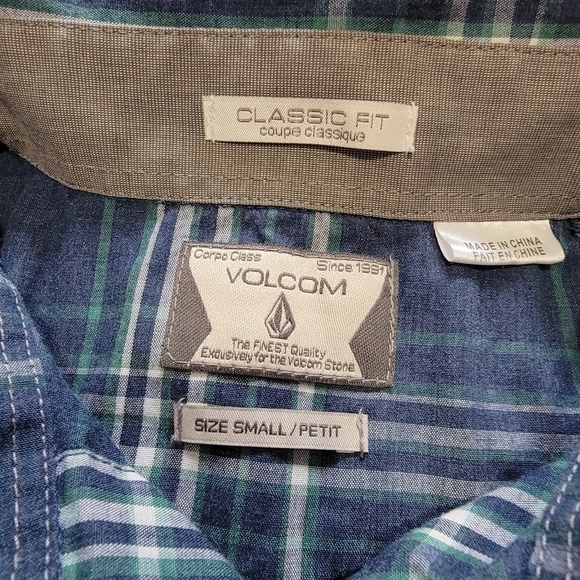 CLASSIC FIT
coupe classique
MADE IN CHINA
FAIT EN CHINE
Corpo Class Since 1991
VOLCOM
The FINEST Quality
Exclusively for the Volcom Stone
SIZE SMALL/PETIT